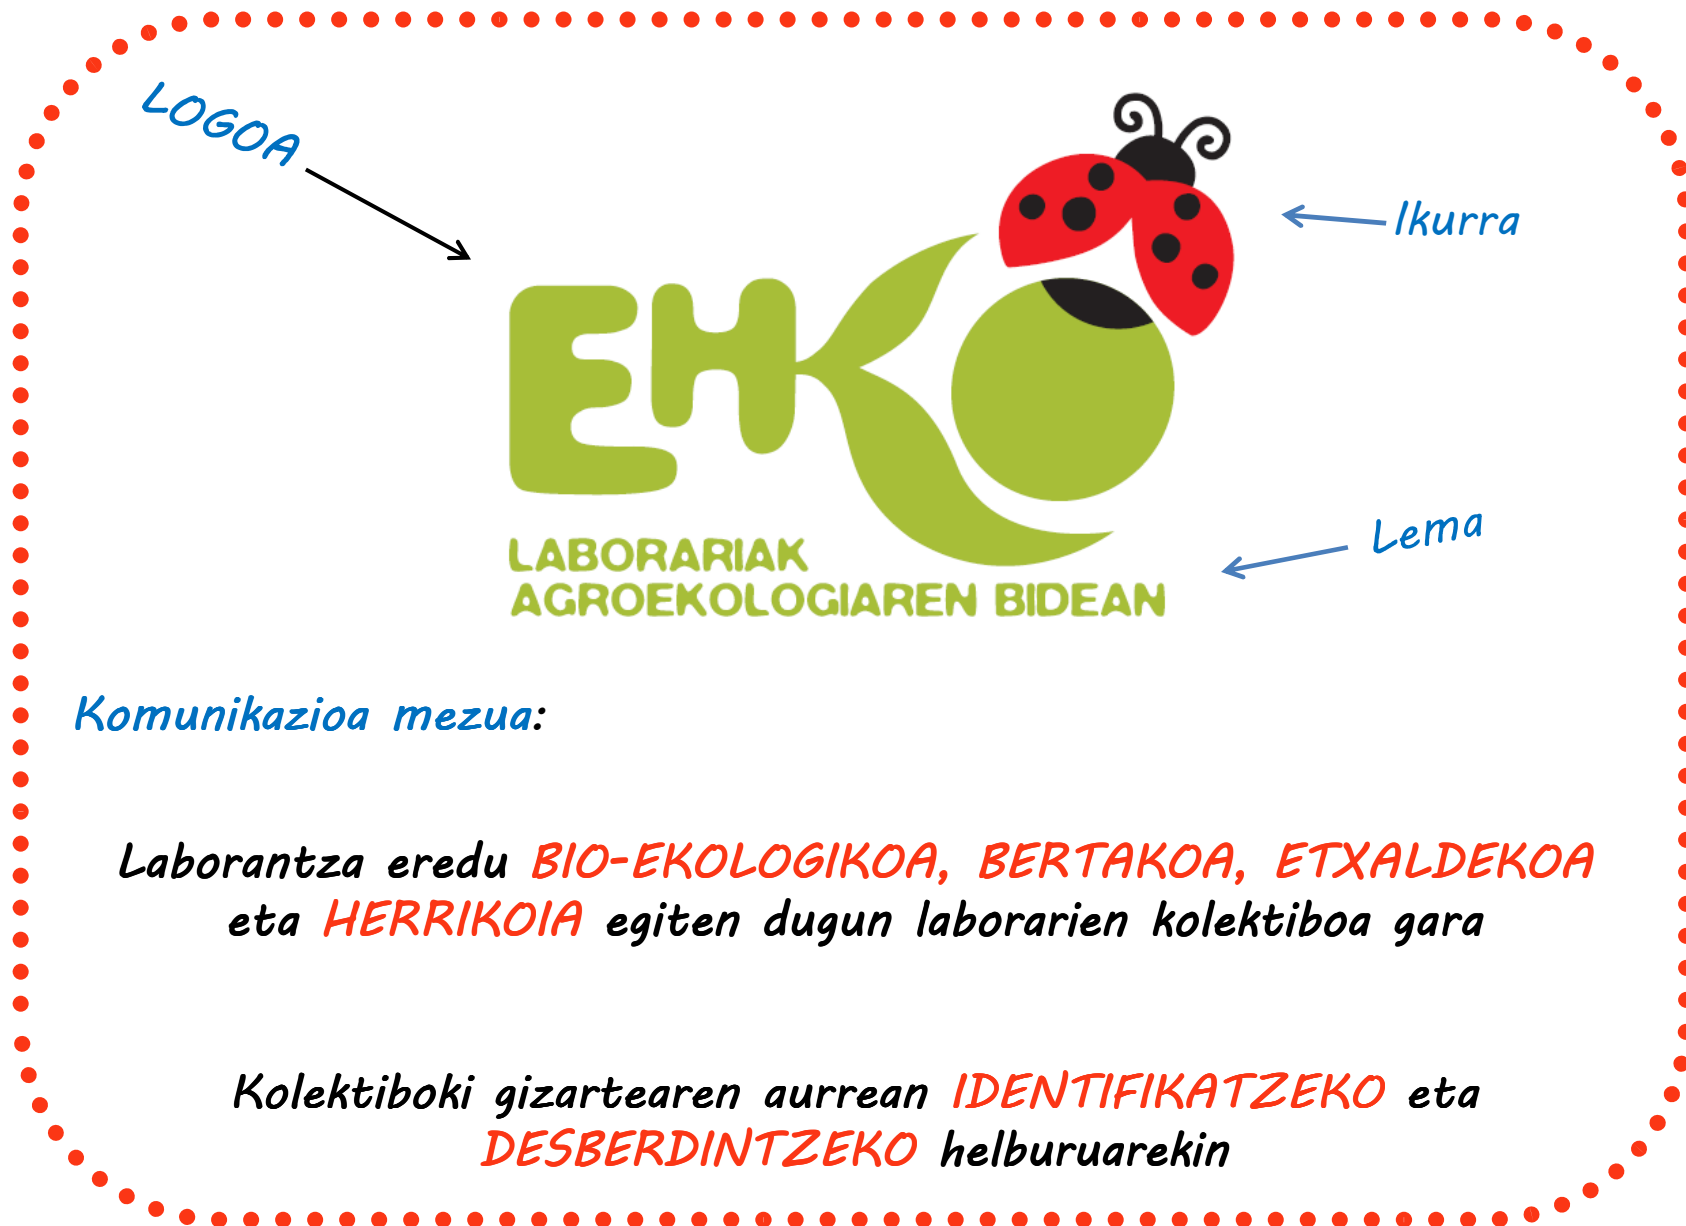 LOGOA
Ikurra
EHKO
Lema
LABORARIAK
AGROEKOLOGIAREN BIDEAN
Komunikazioa mezua:
Laborantza eredu BIO-EKOLOGIKOA, BERTAKOA, ETXALDEKOA
eta HERRIKOIA egiten dugun laborarien kolektiboa gara
Kolektiboki gizartearen aurrean IDENTIFIKATZEKO eta
DESBERDINTZEKO helburuarekin